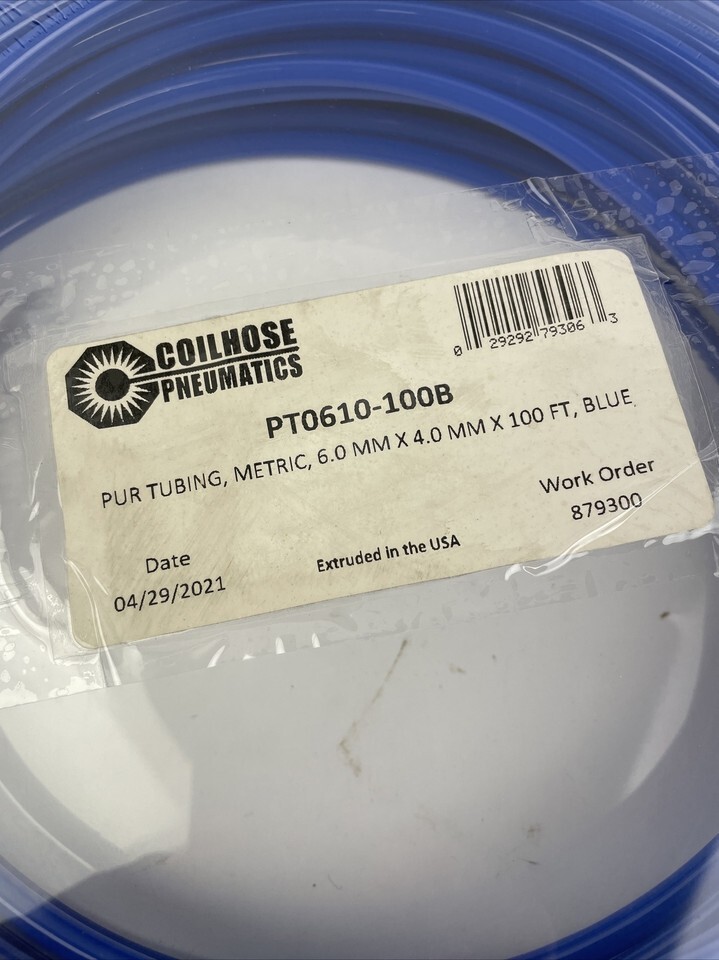 COILHOSE
PNEUMATICS
0 29292 79306 3
PT0610-100B
PUR TUBING, METRIC, 6.0 MM X 4.0 MM X 100 FT, BLUE
Work Order
879300
Date
04/29/2021
Extruded in the USA